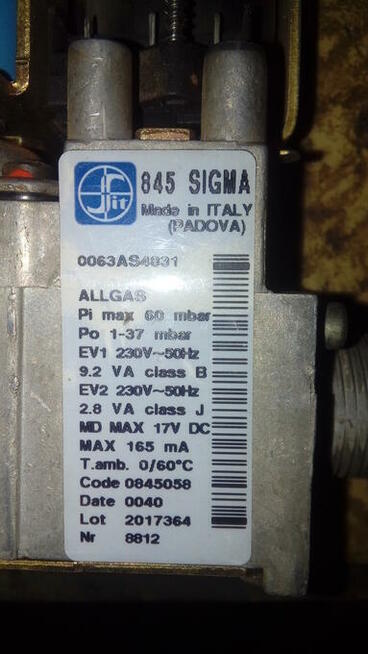 Sit
845 SIGMA
Made in ITALY
(PADOVA)
0063AS4831
ALLGAS
Pi max 60 mbar
Po 1-37 mbar
EV1 230V~50Hz
9.2 VA class B
EV2 230V~50Hz
2.8 VA class J
MD MAX 17V DC
MAX 165 mA
T.amb. 0/60°C
Code 0845058
Date 0040
Lot 2017364
Nr 8812